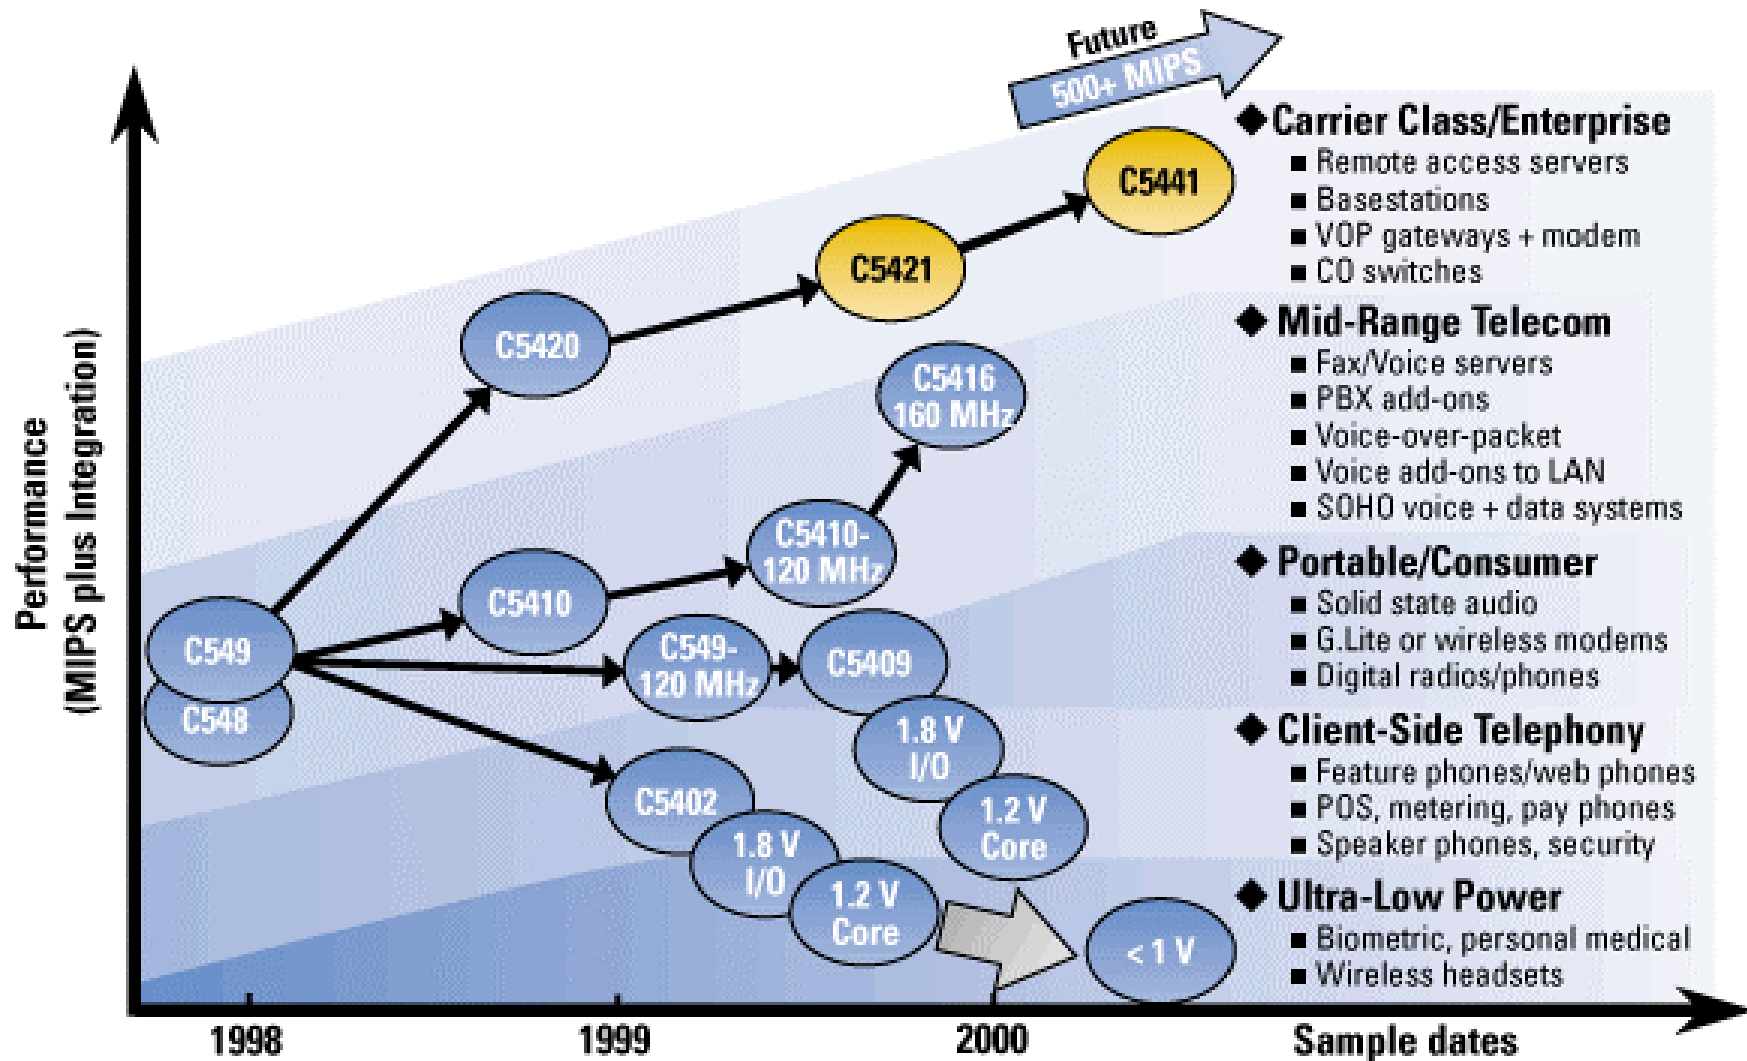 Future
500+ MIPS
Performance
(MIPS plus Integration)
C5441
C5421
C5420
C5416
160 MHz
C5410-
120 MHz
C5410
C549
C548
C549-
120 MHz
C5409
1.8 V
I/O
1.2 V
Core
C5402
1.8 V
I/O
1.2 V
Core
< 1 V
◆ Carrier Class/Enterprise
■ Remote access servers
■ Basestations
■ VOP gateways + modem
■ CO switches
◆ Mid-Range Telecom
■ Fax/Voice servers
■ PBX add-ons
■ Voice-over-packet
■ Voice add-ons to LAN
■ SOHO voice + data systems
◆ Portable/Consumer
■ Solid state audio
■ G.Lite or wireless modems
■ Digital radios/phones
◆ Client-Side Telephony
■ Feature phones/web phones
■ POS, metering, pay phones
■ Speaker phones, security
◆ Ultra-Low Power
■ Biometric, personal medical
■ Wireless headsets
1998
1999
2000
Sample dates